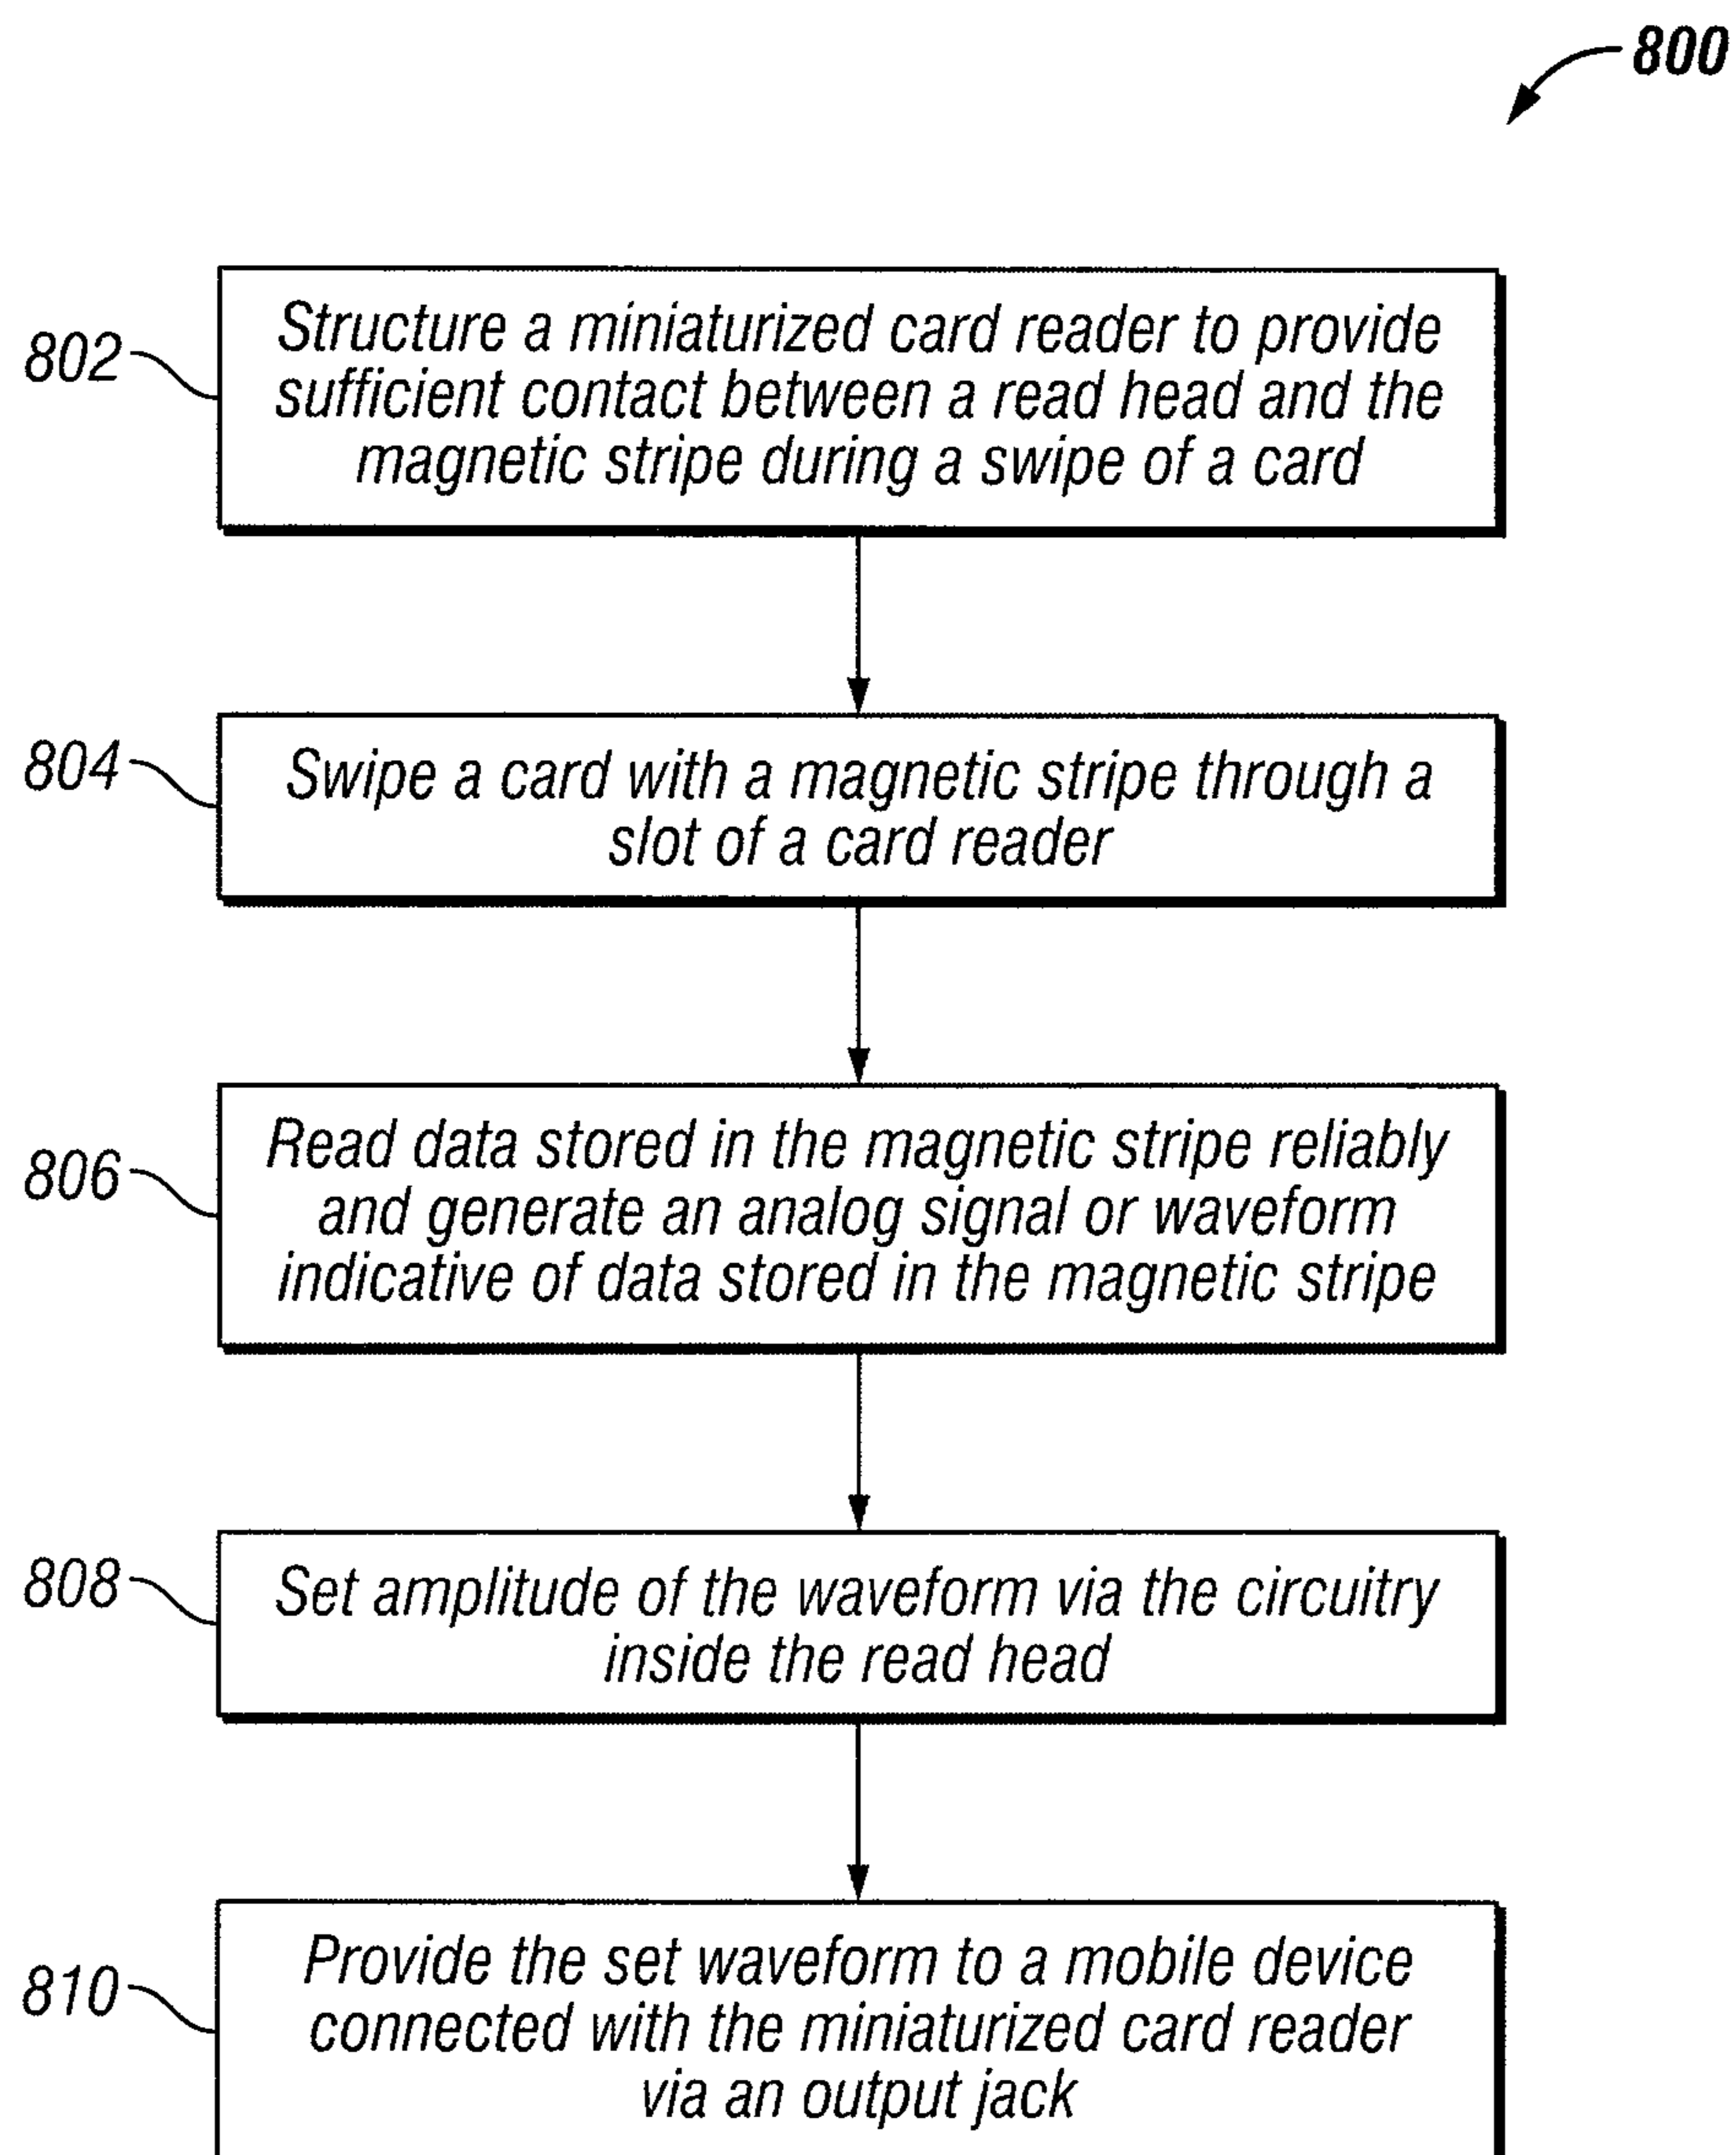 800
802
Structure a miniaturized card reader to provide
sufficient contact between a read head and the
magnetic stripe during a swipe of a card
804
Swipe a card with a magnetic stripe through a
slot of a card reader
806
Read data stored in the magnetic stripe reliably
and generate an analog signal or waveform
indicative of data stored in the magnetic stripe
808
Set amplitude of the waveform via the circuitry
inside the read head
810
Provide the set waveform to a mobile device
connected with the miniaturized card reader
via an output jack